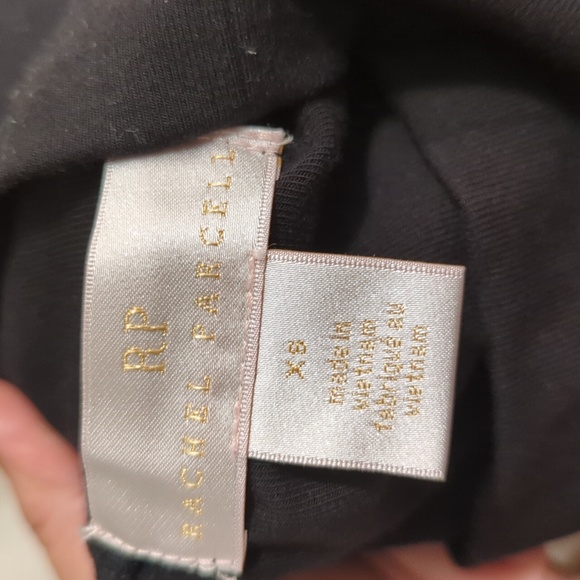 RP
RACHEL PARCELL
XS
made in
vietnam
fabriqué au
vietnam